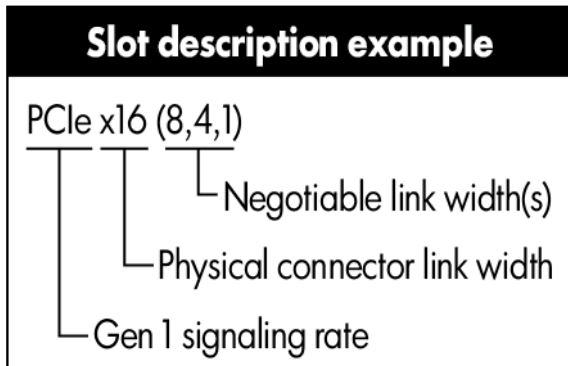 Slot description example
PCIe x16 (8,4,1)
Negotiable link width(s)
Physical connector link width
Gen 1 signaling rate